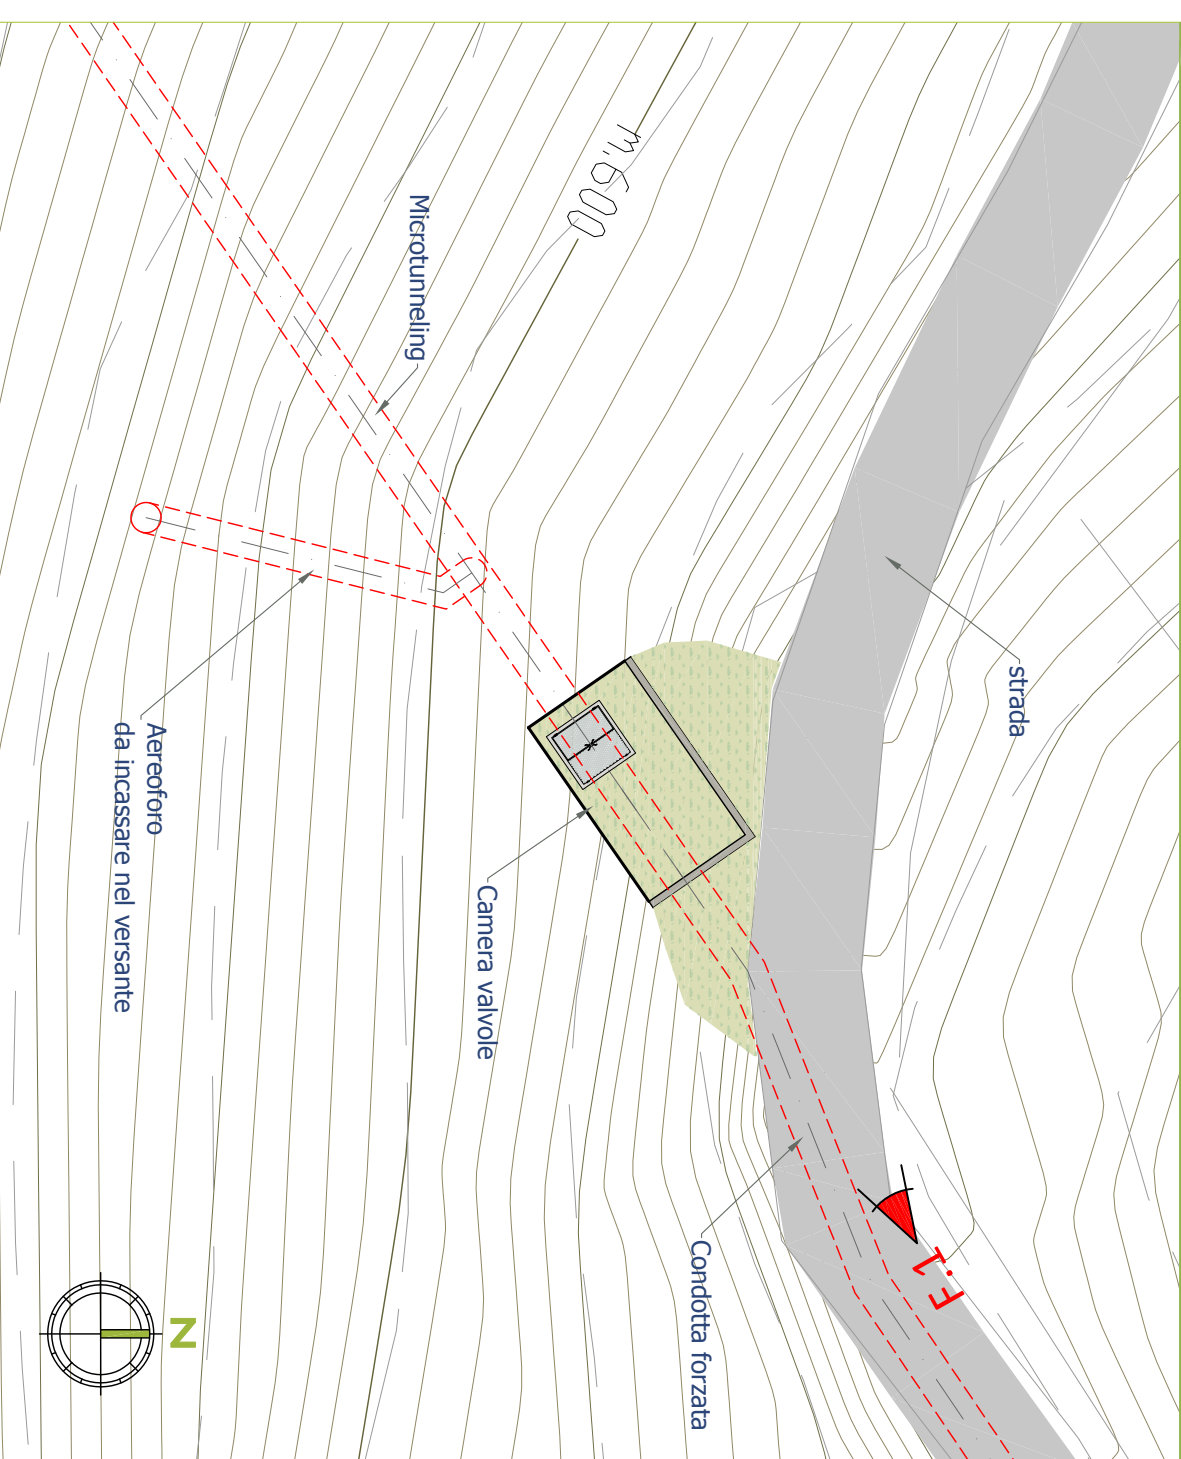 strada
F.1
m.600
Microtunneling
Camera valvole
Condotta forzata
Aereoforo
da incassare nel versante
N